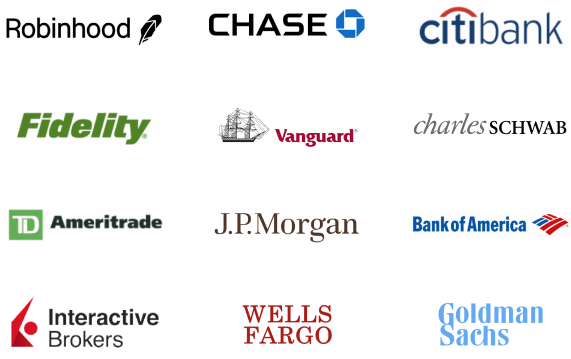 Robinhood
CHASE
citibank
Fidelity
Vanguard
charles SCHWAB
TD Ameritrade
J.P.Morgan
Bank of America
Interactive
Brokers
WELLS
FARGO
Goldman
Sachs